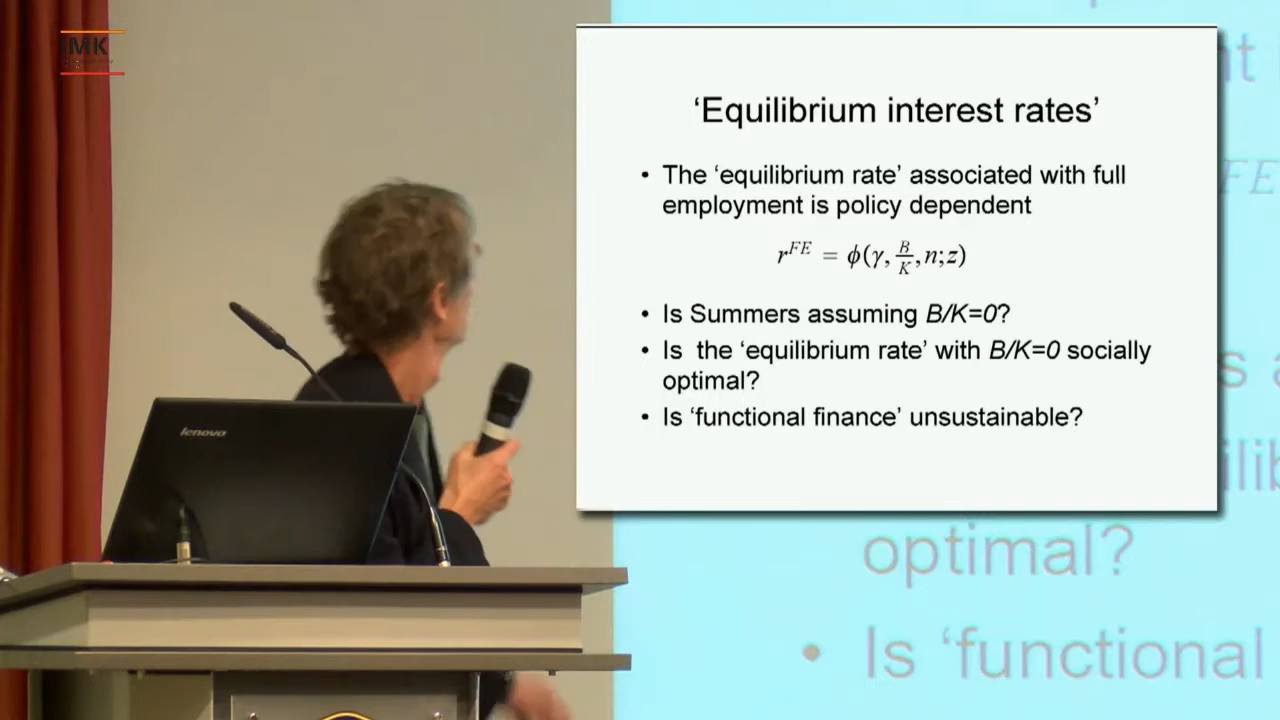 IMK
lenovo
‘Equilibrium interest rates’
• The ‘equilibrium rate’ associated with full
employment is policy dependent
r^{FE} = ϕ(γ, B/K, n; z)
• Is Summers assuming B/K=0?
• Is the ‘equilibrium rate’ with B/K=0 socially
optimal?
• Is ‘functional finance’ unsustainable?
optimal?
• Is ‘functional